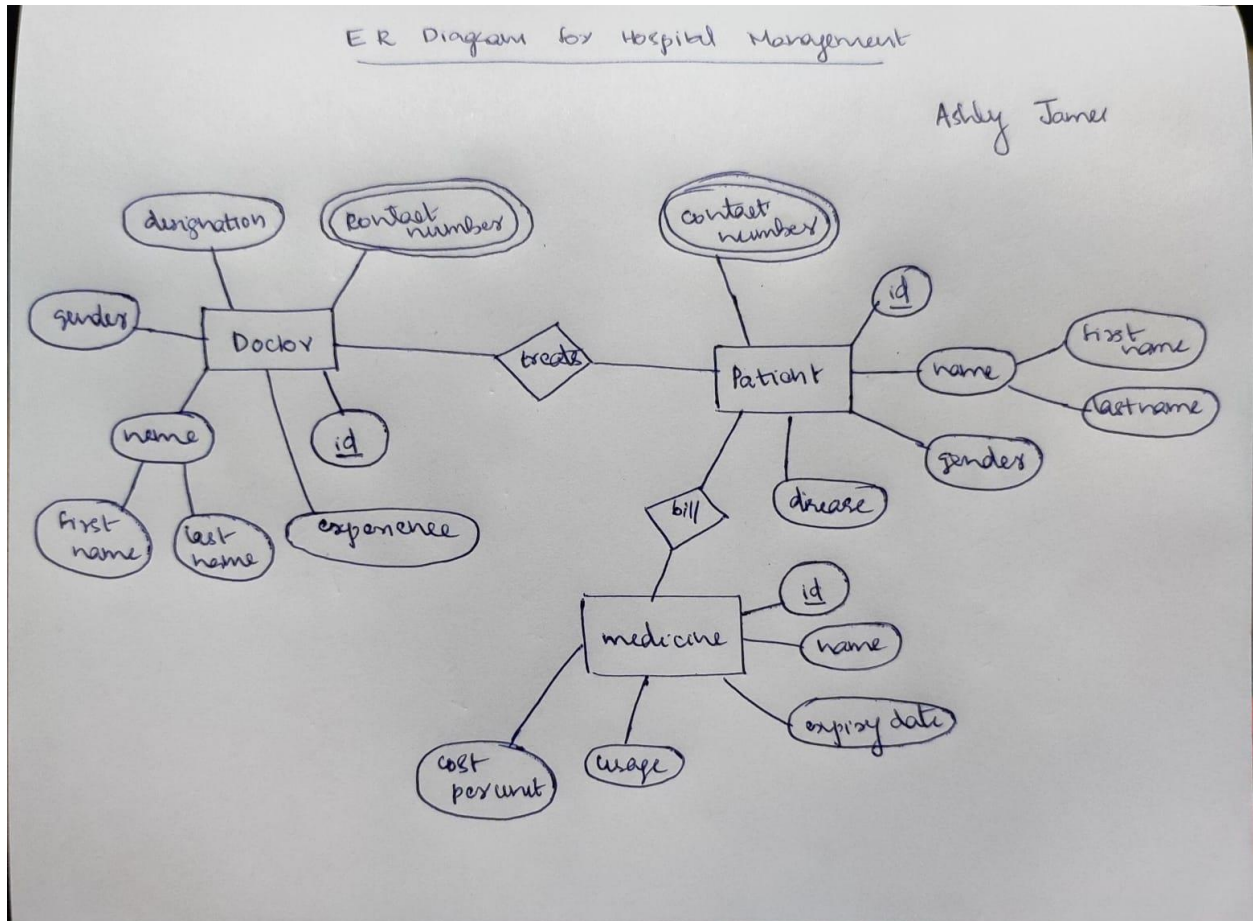 ER Diagram for Hospital Management
Ashley James
designation
contact
number
contact
number
id
gender
Doctor
treats
Patient
name
first
name
lastname
name
id
gender
first
name
last
name
experience
bill
disease
medicine
id
name
expiry date
cost
per unit
usage